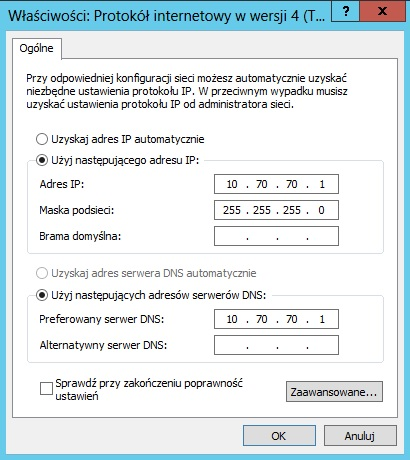 Właściwości: Protokół internetowy w wersji 4 (T...
?
x
Ogólne
Przy odpowiedniej konfiguracji sieci możesz automatycznie uzyskać
niezbędne ustawienia protokołu IP. W przeciwnym wypadku musisz
uzyskać ustawienia protokołu IP od administratora sieci.
Uzyskaj adres IP automatycznie
Użyj następującego adresu IP:
Adres IP: 10 . 70 . 70 . 1
Maska podsieci: 255 . 255 . 255 . 0
Brama domyślna: . . .
Uzyskaj adres serwera DNS automatycznie
Użyj następujących adresów serwerów DNS:
Preferowany serwer DNS: 10 . 70 . 70 . 1
Alternatywny serwer DNS: . . .
Sprawdź przy zakończeniu poprawność
ustawień
Zaawansowane...
OK
Anuluj